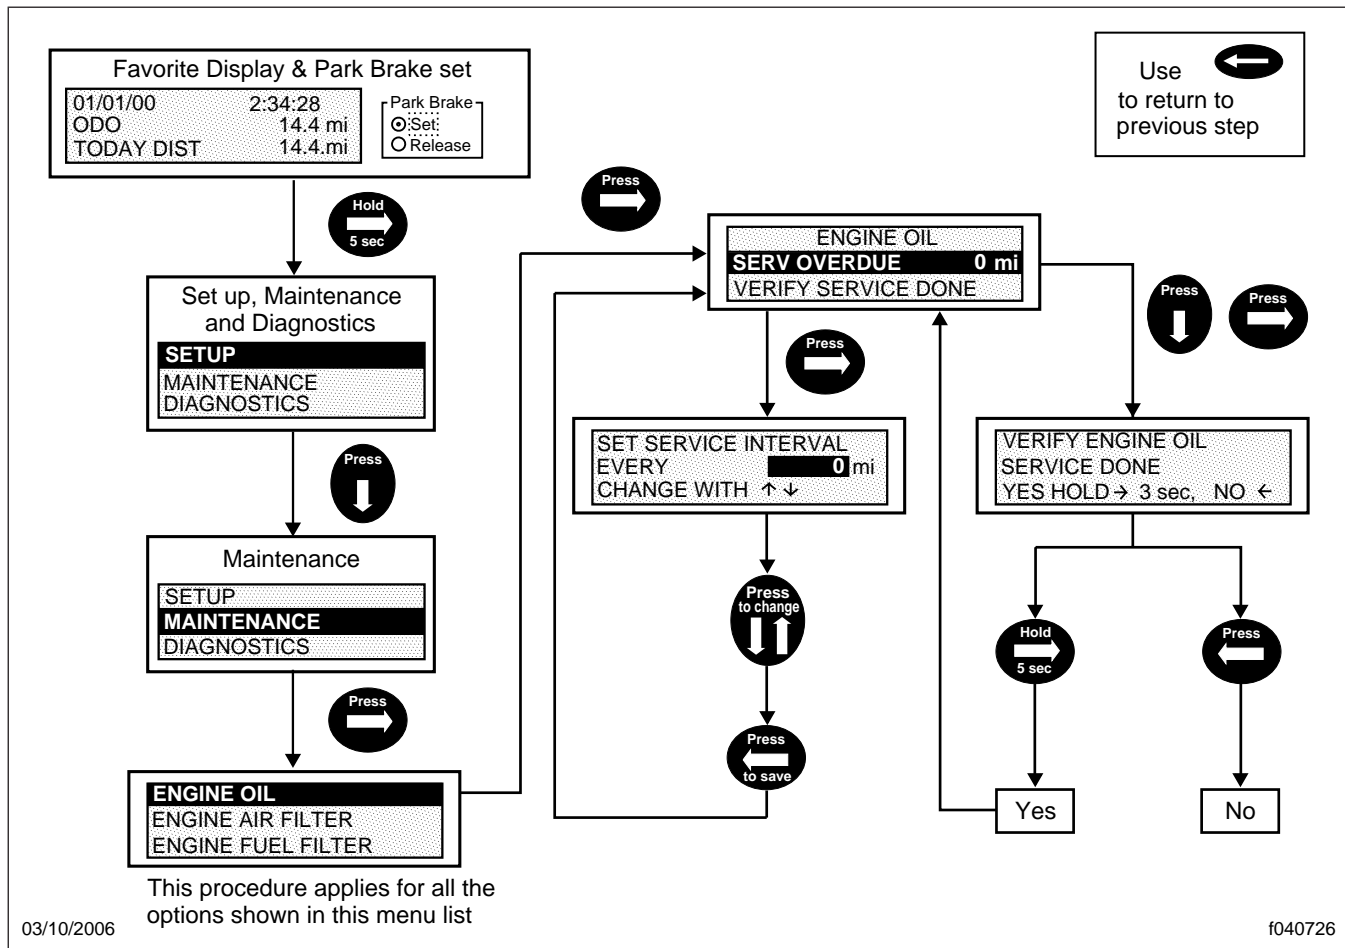 Favorite Display & Park Brake set
01/01/00 2:34:28
ODO 14.4 mi
TODAY DIST 14.4.mi
Park Brake
Set
Release
Use
to return to
previous step
Hold
5 sec
Set up, Maintenance
and Diagnostics
SETUP
MAINTENANCE
DIAGNOSTICS
Press
Maintenance
SETUP
MAINTENANCE
DIAGNOSTICS
Press
ENGINE OIL
ENGINE AIR FILTER
ENGINE FUEL FILTER
This procedure applies for all the
options shown in this menu list
Press
ENGINE OIL
SERV OVERDUE 0 mi
VERIFY SERVICE DONE
Press
SET SERVICE INTERVAL
EVERY 0 mi
CHANGE WITH ↑ ↓
Press
to change
Press
to save
Press
Press
VERIFY ENGINE OIL
SERVICE DONE
YES HOLD → 3 sec, NO ←
Hold
5 sec
Press
Yes
No
03/10/2006
f040726